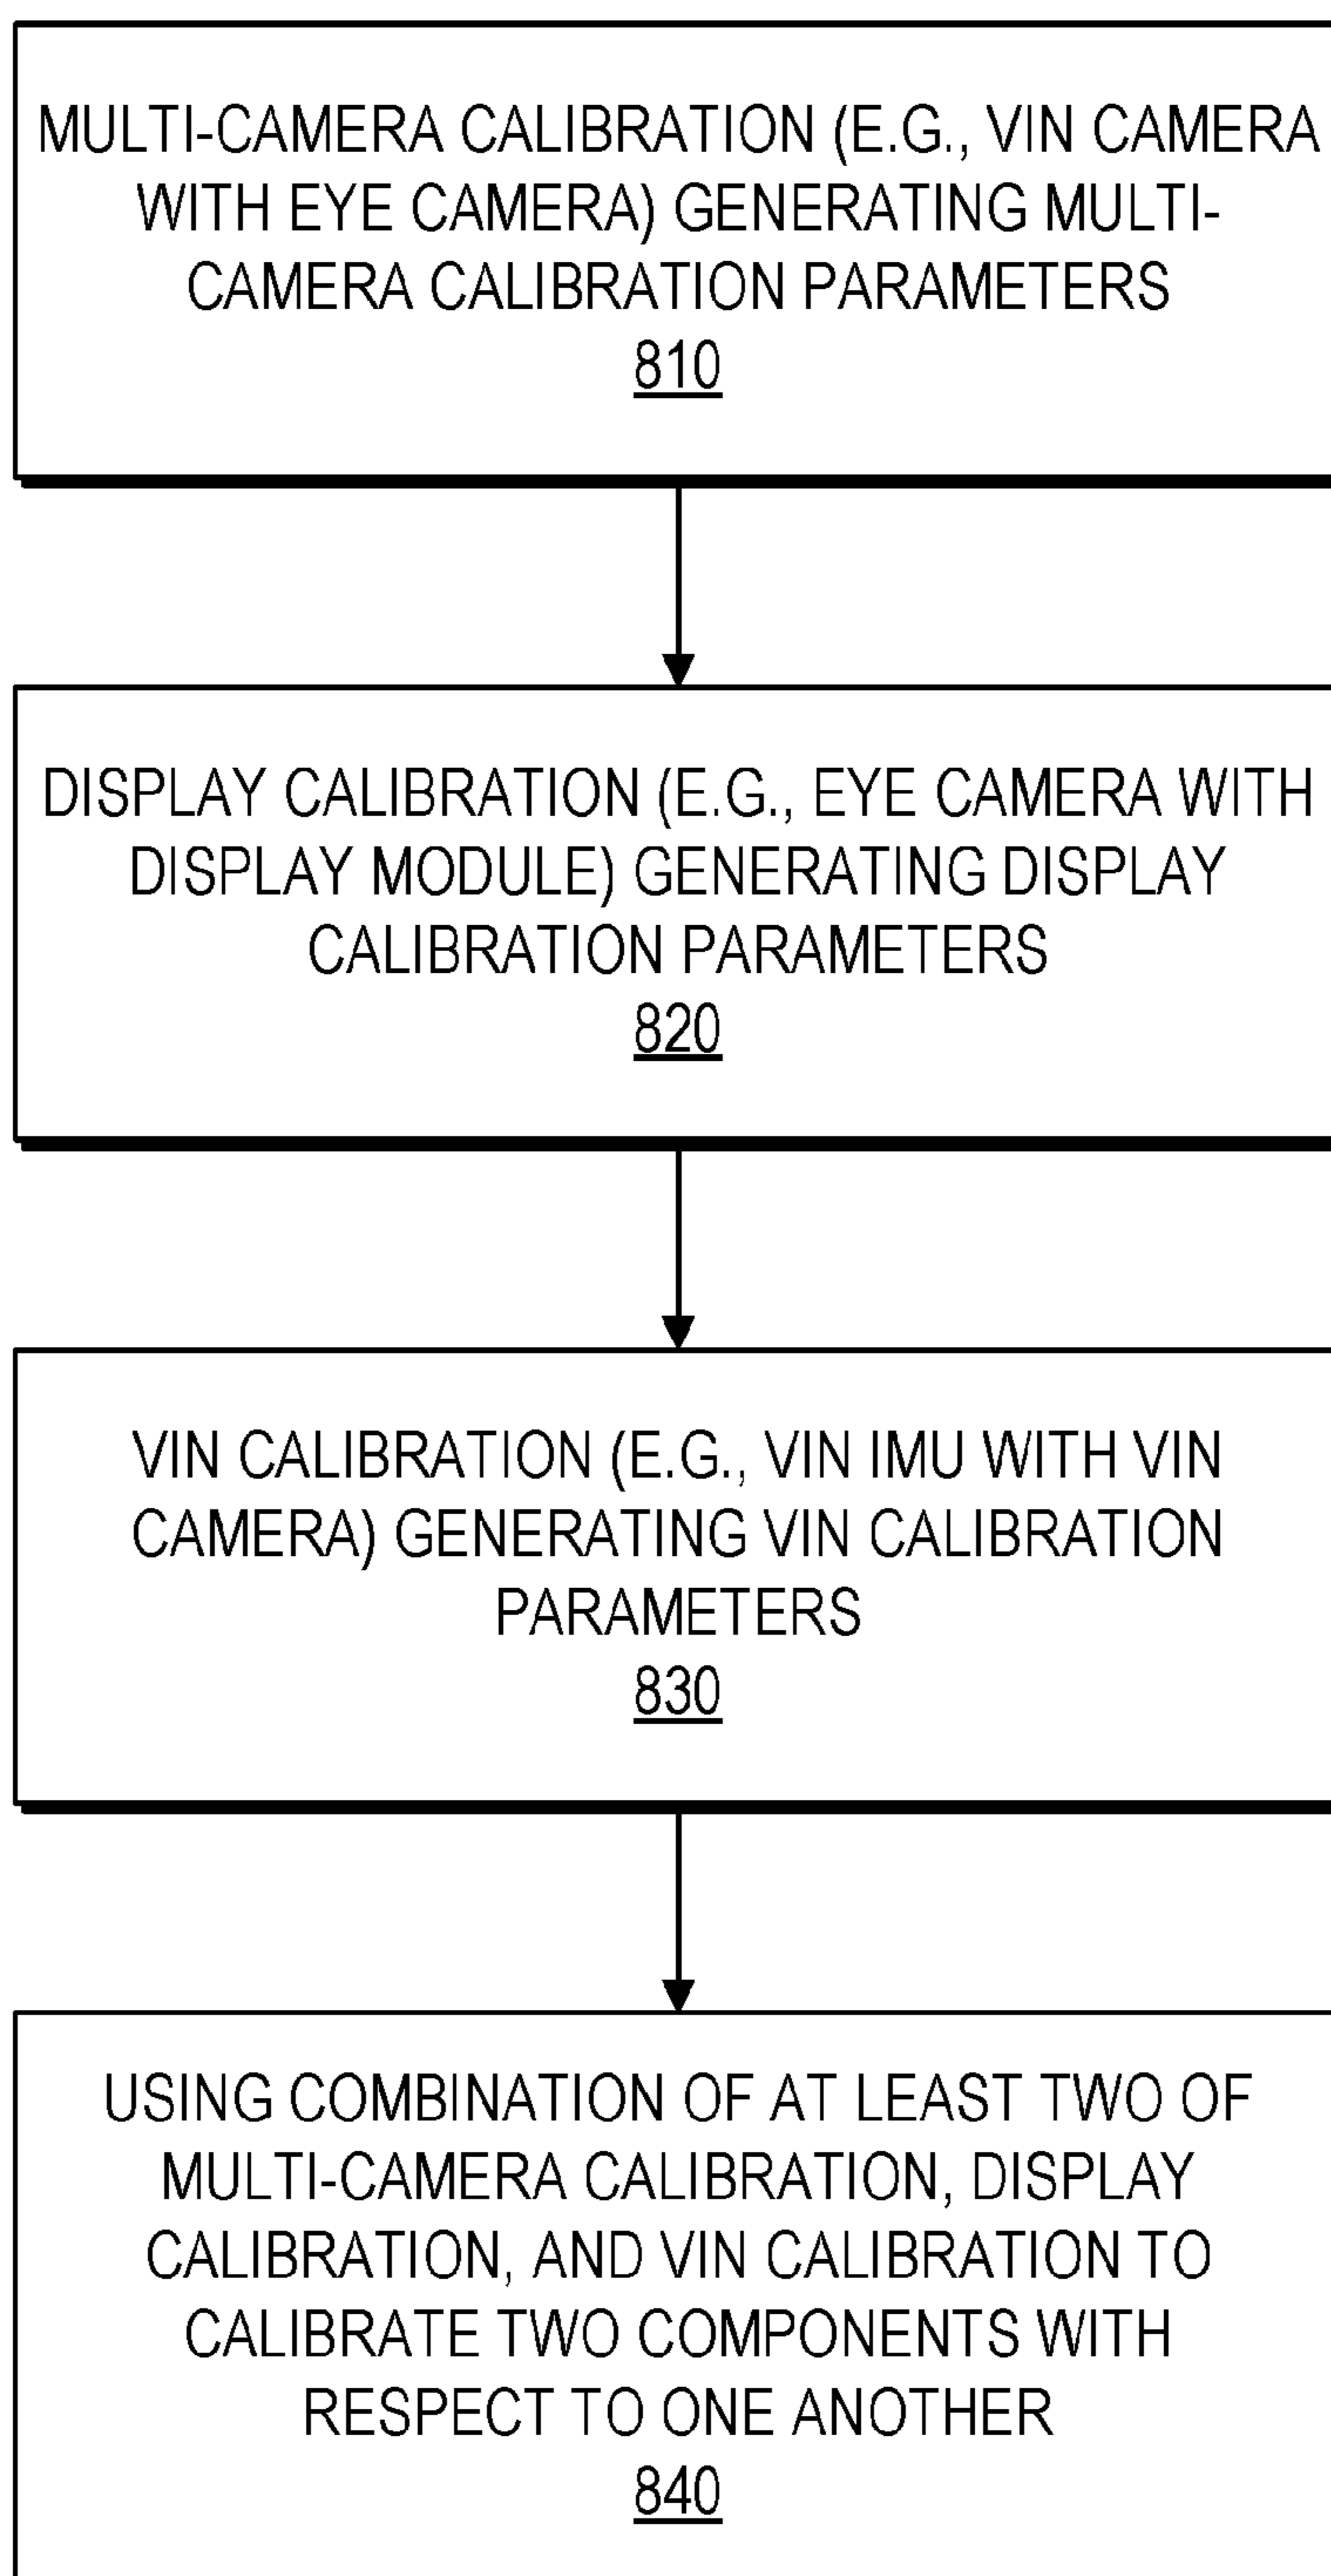 MULTI-CAMERA CALIBRATION (E.G., VIN CAMERA
WITH EYE CAMERA) GENERATING MULTI-
CAMERA CALIBRATION PARAMETERS
810
DISPLAY CALIBRATION (E.G., EYE CAMERA WITH
DISPLAY MODULE) GENERATING DISPLAY
CALIBRATION PARAMETERS
820
VIN CALIBRATION (E.G., VIN IMU WITH VIN
CAMERA) GENERATING VIN CALIBRATION
PARAMETERS
830
USING COMBINATION OF AT LEAST TWO OF
MULTI-CAMERA CALIBRATION, DISPLAY
CALIBRATION, AND VIN CALIBRATION TO
CALIBRATE TWO COMPONENTS WITH
RESPECT TO ONE ANOTHER
840